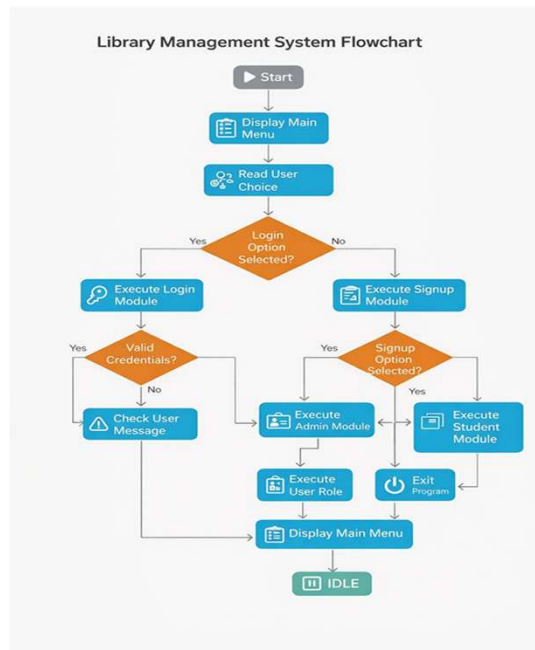 Library Management System Flowchart
Start
Display Main
Menu
Read User
Choice
Login
Option
Selected?
Yes
No
Execute Login
Module
Execute Signup
Module
Valid
Credentials?
Yes
No
Signup
Option
Selected?
Yes
Yes
Check User
Message
Execute
Admin Module
Execute
Student
Module
Execute
User Role
Exit
Program
Display Main Menu
IDLE